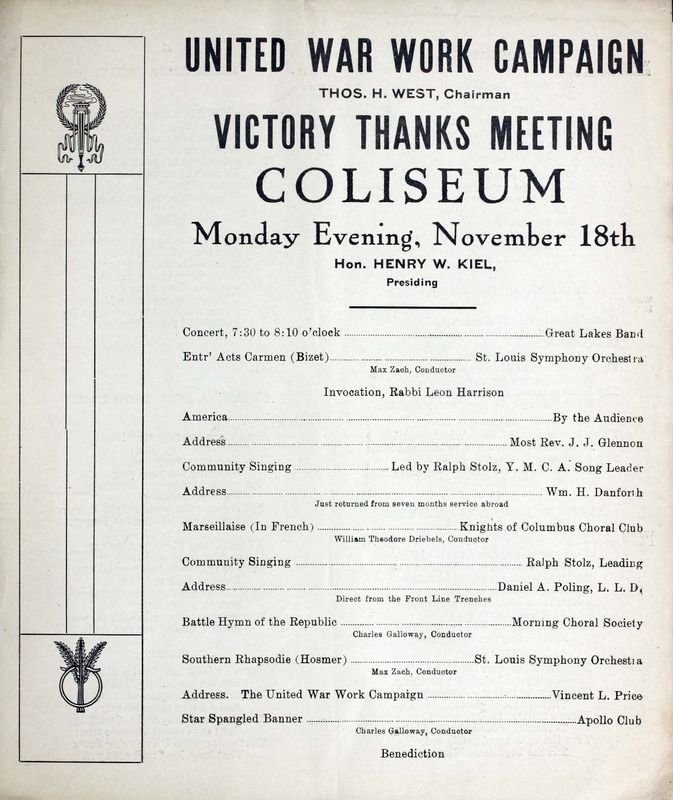 UNITED WAR WORK CAMPAIGN
THOS. H. WEST, Chairman
VICTORY THANKS MEETING
COLISEUM
Monday Evening, November 18th
Hon. HENRY W. KIEL,
Presiding
Concert, 7:30 to 8:10 o'clock ........ Great Lakes Band
Entr' Acts Carmen (Bizet) ........ St. Louis Symphony Orchestra
Max Zach, Conductor
Invocation, Rabbi Leon Harrison
America ........ By the Audience
Address ........ Most Rev. J. J. Glennon
Community Singing ........ Led by Ralph Stolz, Y. M. C. A. Song Leader
Address ........ Wm. H. Danforth
Just returned from seven months service abroad
Marseillaise (In French) ........ Knights of Columbus Choral Club
William Theodore Driebels, Conductor
Community Singing ........ Ralph Stolz, Leading
Address ........ Daniel A. Poling, L. L. D,
Direct from the Front Line Trenches
Battle Hymn of the Republic ........ Morning Choral Society
Charles Galloway, Conductor
Southern Rhapsodie (Hosmer) ........ St. Louis Symphony Orchestra
Max Zach, Conductor
Address. The United War Work Campaign ........ Vincent L. Price
Star Spangled Banner ........ Apollo Club
Charles Galloway, Conductor
Benediction